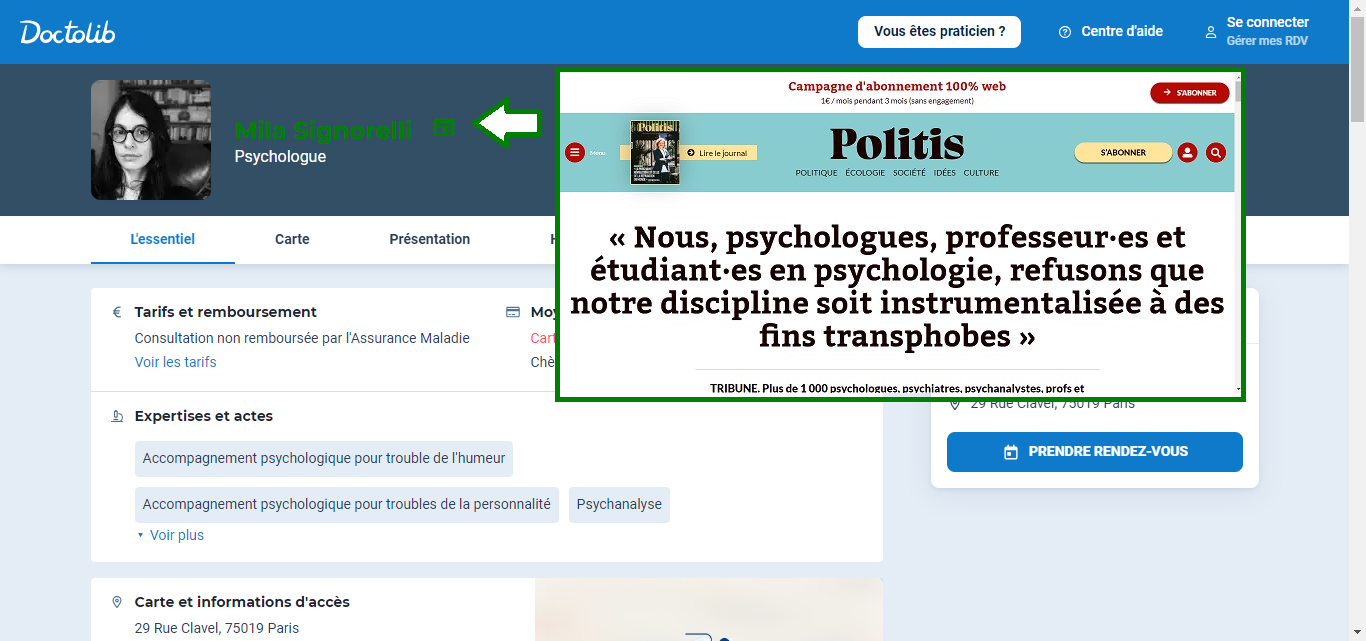 Doctolib
Vous êtes praticien ?
Centre d'aide
Se connecter
Gérer mes RDV
Mila Signorelli
Psychologue
L'essentiel
Carte
Présentation
H
Tarifs et remboursement
Consultation non remboursée par l'Assurance Maladie
Voir les tarifs
Moy
Cart
Chè
Expertises et actes
Accompagnement psychologique pour trouble de l'humeur
Accompagnement psychologique pour troubles de la personnalité
Psychanalyse
Voir plus
Carte et informations d'accès
29 Rue Clavel, 75019 Paris
Campagne d'abonnement 100% web
1€ / mois pendant 3 mois (sans engagement)
S'ABONNER
Menu
Politis
Lire le journal
Politis
POLITIQUE ÉCOLOGIE SOCIÉTÉ IDÉES CULTURE
S'ABONNER
« Nous, psychologues, professeur·es et
étudiant·es en psychologie, refusons que
notre discipline soit instrumentalisée à des
fins transphobes »
TRIBUNE. Plus de 1 000 psychologues, psychiatres, psychanalystes, profs et
29 Rue Clavel, 75019 Paris
PRENDRE RENDEZ-VOUS